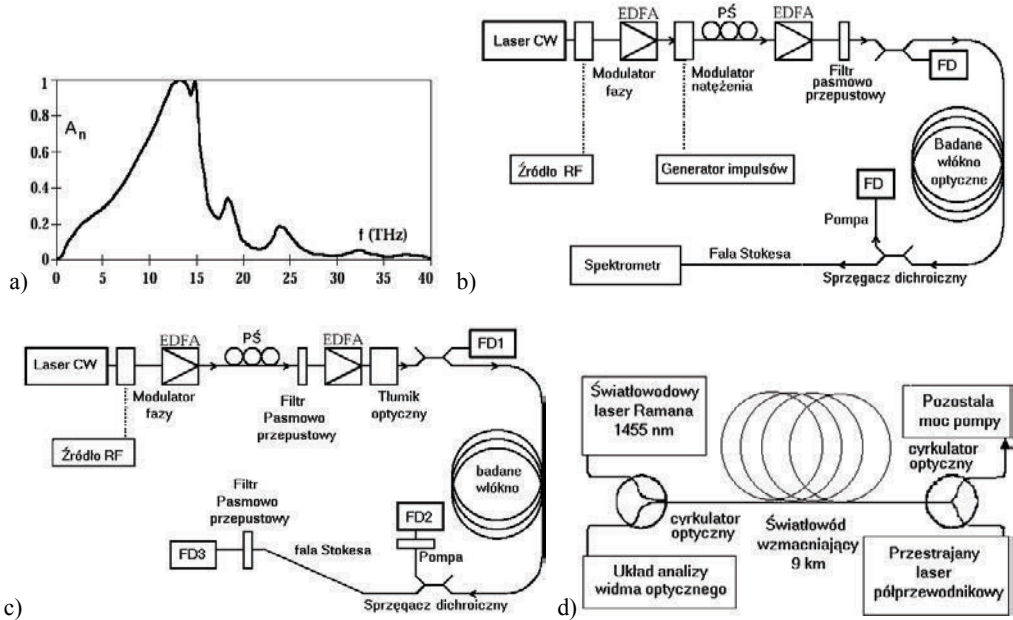 1
0.8
0.6
0.4
0.2
0
A n
f (THz)
0 5 10 15 20 25 30 35 40
a)
Laser CW
EDFA
PŚ
EDFA
Modulator
fazy
Modulator
natężenia
Filtr
pasmowo
przepustowy
FD
Źródło RF
Generator impulsów
Badane
włókno
optyczne
FD
Pompa
Spektrometr
Fala Stokesa
Sprzęgacz dichroiczny
b)
Laser CW
EDFA
PŚ
EDFA
FD1
Modulator
fazy
Filtr
Pasmowo
przepustowy
Tłumik
optyczny
Źródło RF
badane
włókno
Filtr
Pasmowo
przepustowy
FD2
FD3
fala Stokesa
Pompa
Sprzęgacz dichroiczny
c)
Światłowodowy
laser Ramana
1455 nm
Pozostala
moc pompy
cyrkulator
optyczny
cyrkulator
optyczny
Światłowód
wzmacniający
9 km
Układ analizy
widma optycznego
Przestrajany
laser
półprzewodnikowy
d)